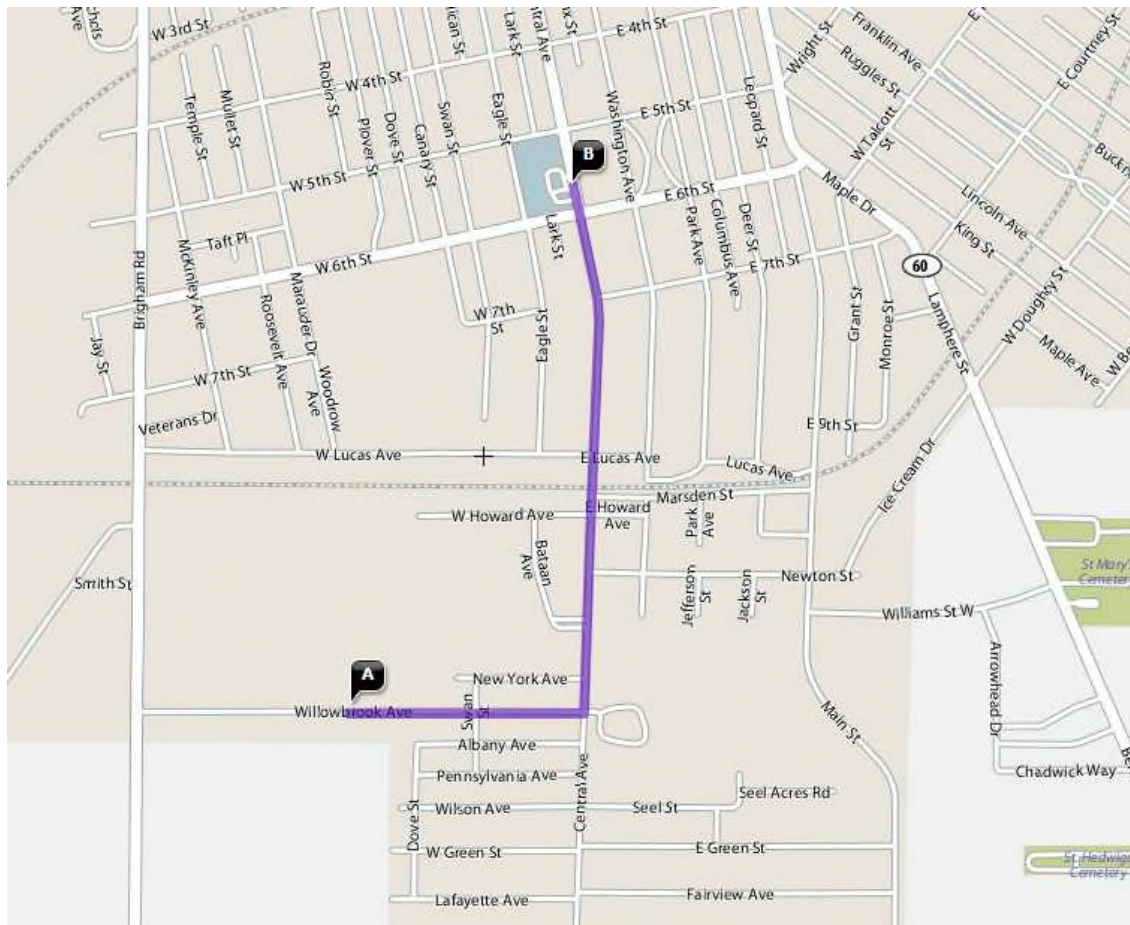 W 3rd St
E 4th St
W 4th St
Robin St
Plover St
Dove St
Canary St
Swan St
Lark St
Eagle St
Temple St
Mullet St
W 5th St
E 5th St
Washington Ave
Leopard St
Wright St
Franklin Ave
Ruggles St
E Courtney St
W Talcott
St
B
E 6th St
Maple Dr
Lincoln Ave
King St
Taft Pl
McKinley Ave
W 6th St
Lark St
Park Ave
Columbus Ave
Deer St
E 7th St
60
Brigham Rd
Roosevelt Ave
Marauder Dr
W 7th
St
Eagle St
Grant St
Monroe St
Lamphere St
W Doughty St
Maple Ave
Jay St
W 7th St
Woodrow
Ave
Veterans Dr
E 9th St
W Lucas Ave
E Lucas Ave
Lucas Ave
Ice Cream Dr
Marsden St
W Howard Ave
E Howard
Ave
Park
Ave
Bataan
Ave
Smith St
Jefferson
St
Jackson
St
Newton St
Williams St W
St Mary's
Cemetery
Arrowhead Dr
A
New York Ave
Willowbrook Ave
Swan
St
Main St
Albany Ave
Chadwick Way
Pennsylvania Ave
Central Ave
Seel Acres Rd
Wilson Ave
Seel St
Dove St
W Green St
E Green St
St Hedwig
Cemetery
Lafayette Ave
Fairview Ave